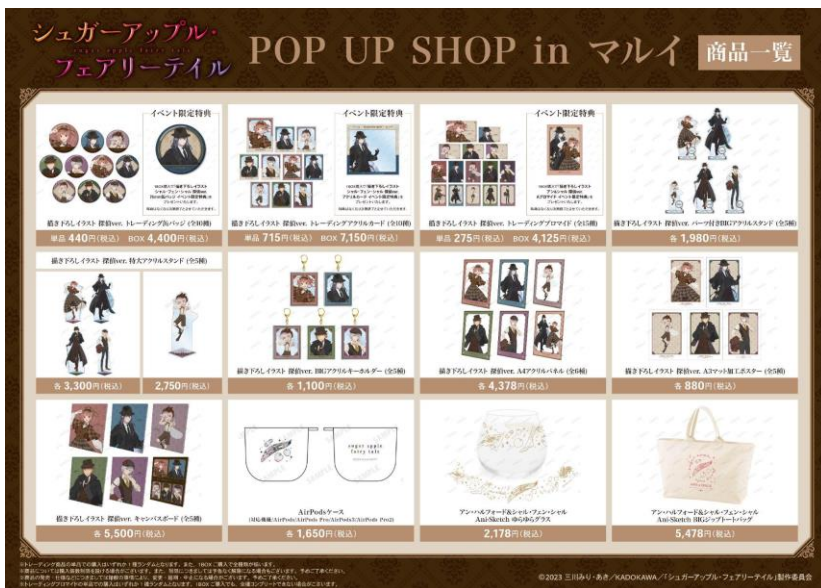 シュガーアップル・
sugar apple fairy tale
フェアリーテイル
POP UP SHOP in マルイ
商品一覧
イベント限定特典
描き下ろしイラスト 探偵ver. トレーディング缶バッジ (全10種)
単品 440円(税込) BOX 4,400円(税込)
イベント限定特典
描き下ろしイラスト 探偵ver. トレーディングアクリルカード (全10種)
単品 715円(税込) BOX 7,150円(税込)
イベント限定特典
描き下ろしイラスト 探偵ver. トレーディングブロマイド (全15種)
単品 275円(税込) BOX 4,125円(税込)
描き下ろしイラスト 探偵ver. パーツ付きBIGアクリルスタンド (全5種)
各 1,980円(税込)
描き下ろしイラスト 探偵ver. 特大アクリルスタンド (全5種)
各 3,300円(税込)
2,750円(税込)
描き下ろしイラスト 探偵ver. BIGアクリルキーホルダー (全5種)
各 1,100円(税込)
描き下ろしイラスト 探偵ver. A4アクリルパネル (全6種)
各 4,378円(税込)
描き下ろしイラスト 探偵ver. A3マット加工ポスター (全5種)
各 880円(税込)
描き下ろしイラスト 探偵ver. キャンバスボード (全5種)
各 5,500円(税込)
sugar apple
fairy tale
AirPodsケース
(対応機種/AirPods/AirPods Pro/AirPods3/AirPods Pro2)
各 1,650円(税込)
アン・ハルフォード&シャル・フェン・シャル
Ani-Sketch ゆらゆらグラス
2,178円(税込)
アン・ハルフォード&シャル・フェン・シャル
Ani-Sketch BIGジップトートバッグ
5,478円(税込)
©2023 三川みり・あき/KADOKAWA/「シュガーアップル・フェアリーテイル」製作委員会